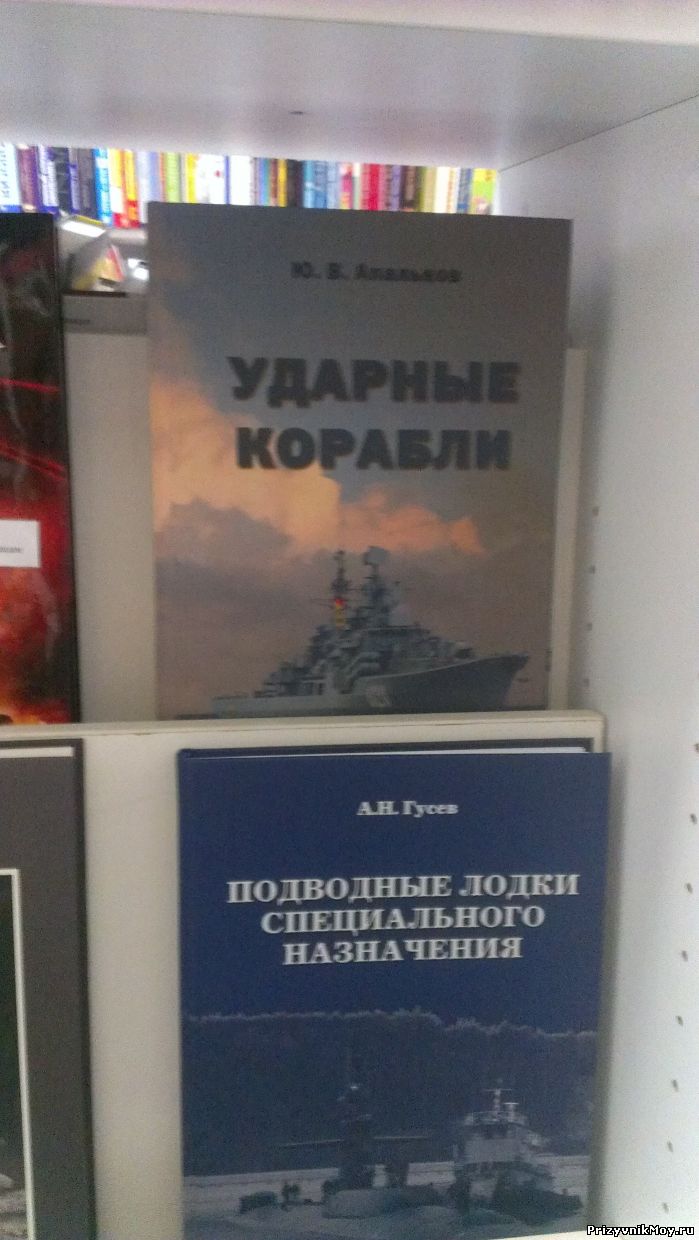 Ю. В. Апальков
УДАРНЫЕ
КОРАБЛИ
А.Н. Гусев
ПОДВОДНЫЕ ЛОДКИ
СПЕЦИАЛЬНОГО
НАЗНАЧЕНИЯ
PrizyvnikMoy.ru